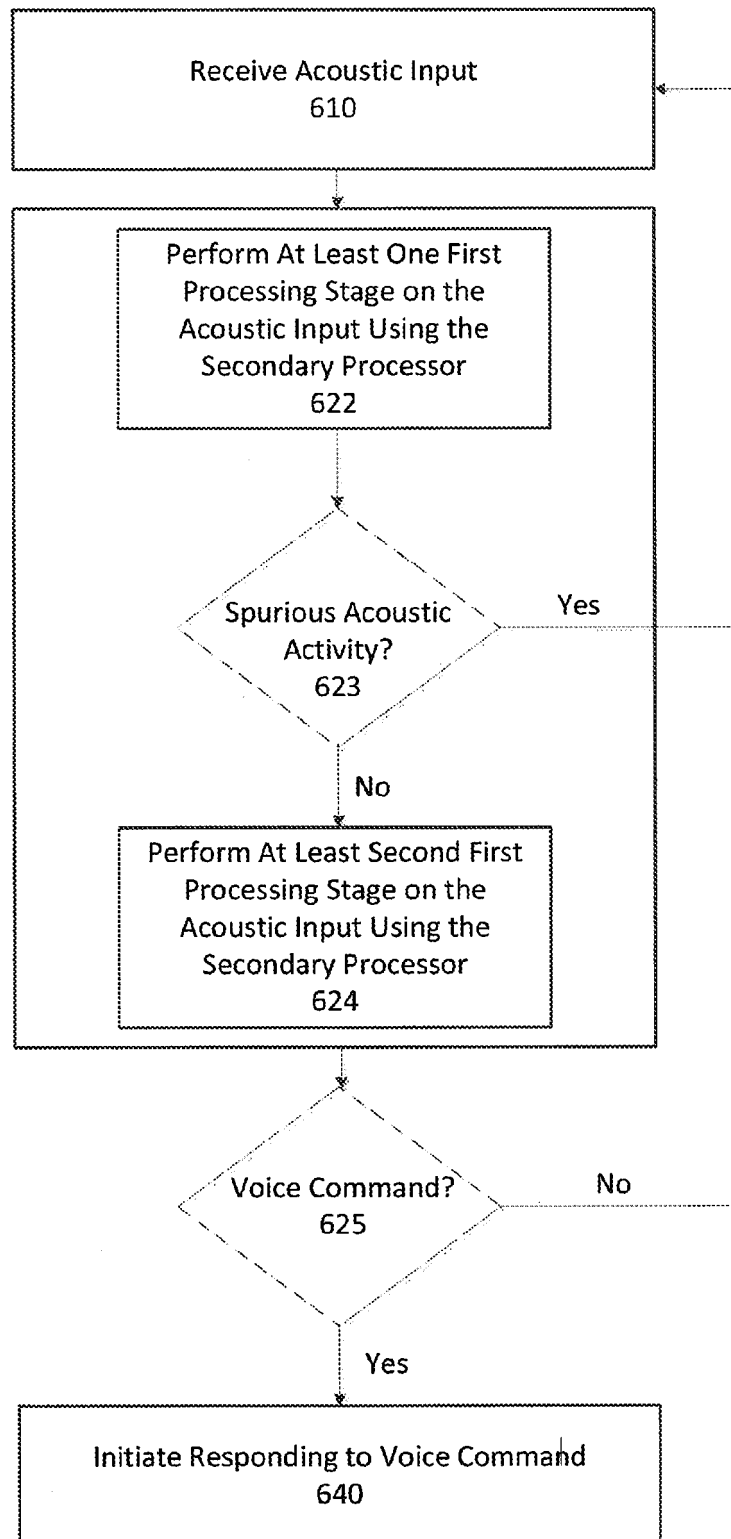 Receive Acoustic Input
610
Perform At Least One First
Processing Stage on the
Acoustic Input Using the
Secondary Processor
622
Spurious Acoustic
Activity?
623
Yes
No
Perform At Least Second First
Processing Stage on the
Acoustic Input Using the
Secondary Processor
624
Voice Command?
625
No
Yes
Initiate Responding to Voice Command
640